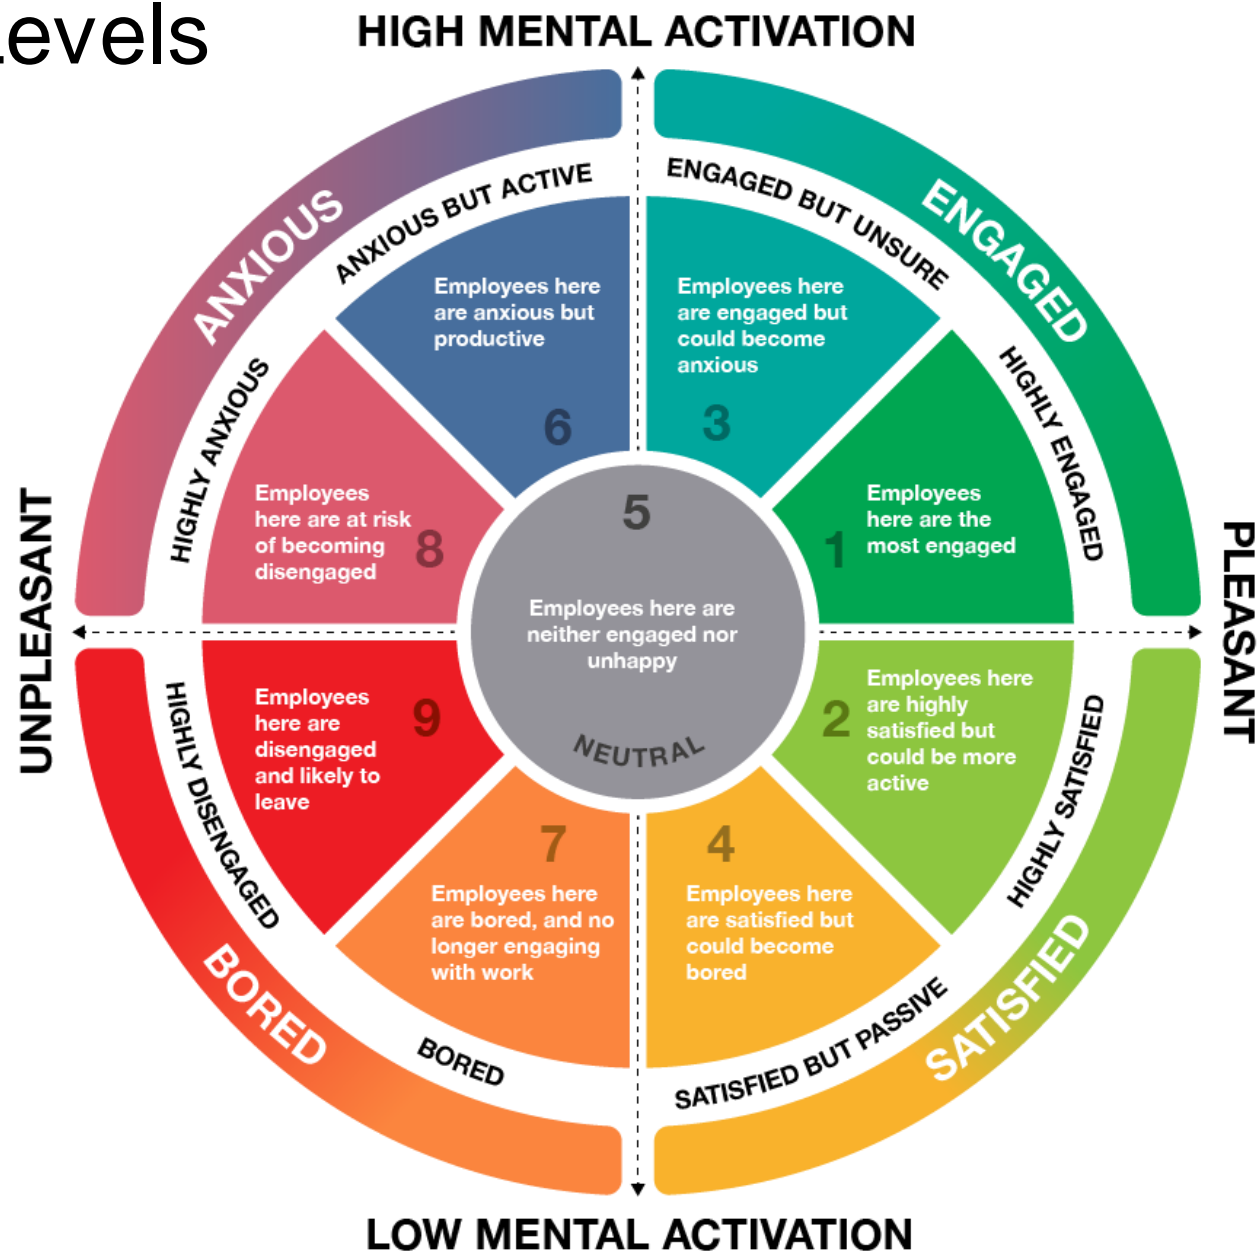 Levels
HIGH MENTAL ACTIVATION
ANXIOUS
ANXIOUS BUT ACTIVE
Employees here
are anxious but
productive
6
ENGAGED
ENGAGED BUT UNSURE
Employees here
are engaged but
could become
anxious
3
HIGHLY ANXIOUS
Employees
here are at risk
of becoming
disengaged
8
HIGHLY ENGAGED
Employees
here are the
most engaged
1
5
Employees here are
neither engaged nor
unhappy
NEUTRAL
UNPLEASANT
PLEASANT
HIGHLY DISENGAGED
Employees
here are
disengaged
and likely to
leave
9
HIGHLY SATISFIED
Employees here
are highly
satisfied but
could be more
active
2
BORED
BORED
7
Employees here
are bored, and no
longer engaging
with work
SATISFIED
SATISFIED BUT PASSIVE
4
Employees here
are satisfied but
could become
bored
LOW MENTAL ACTIVATION